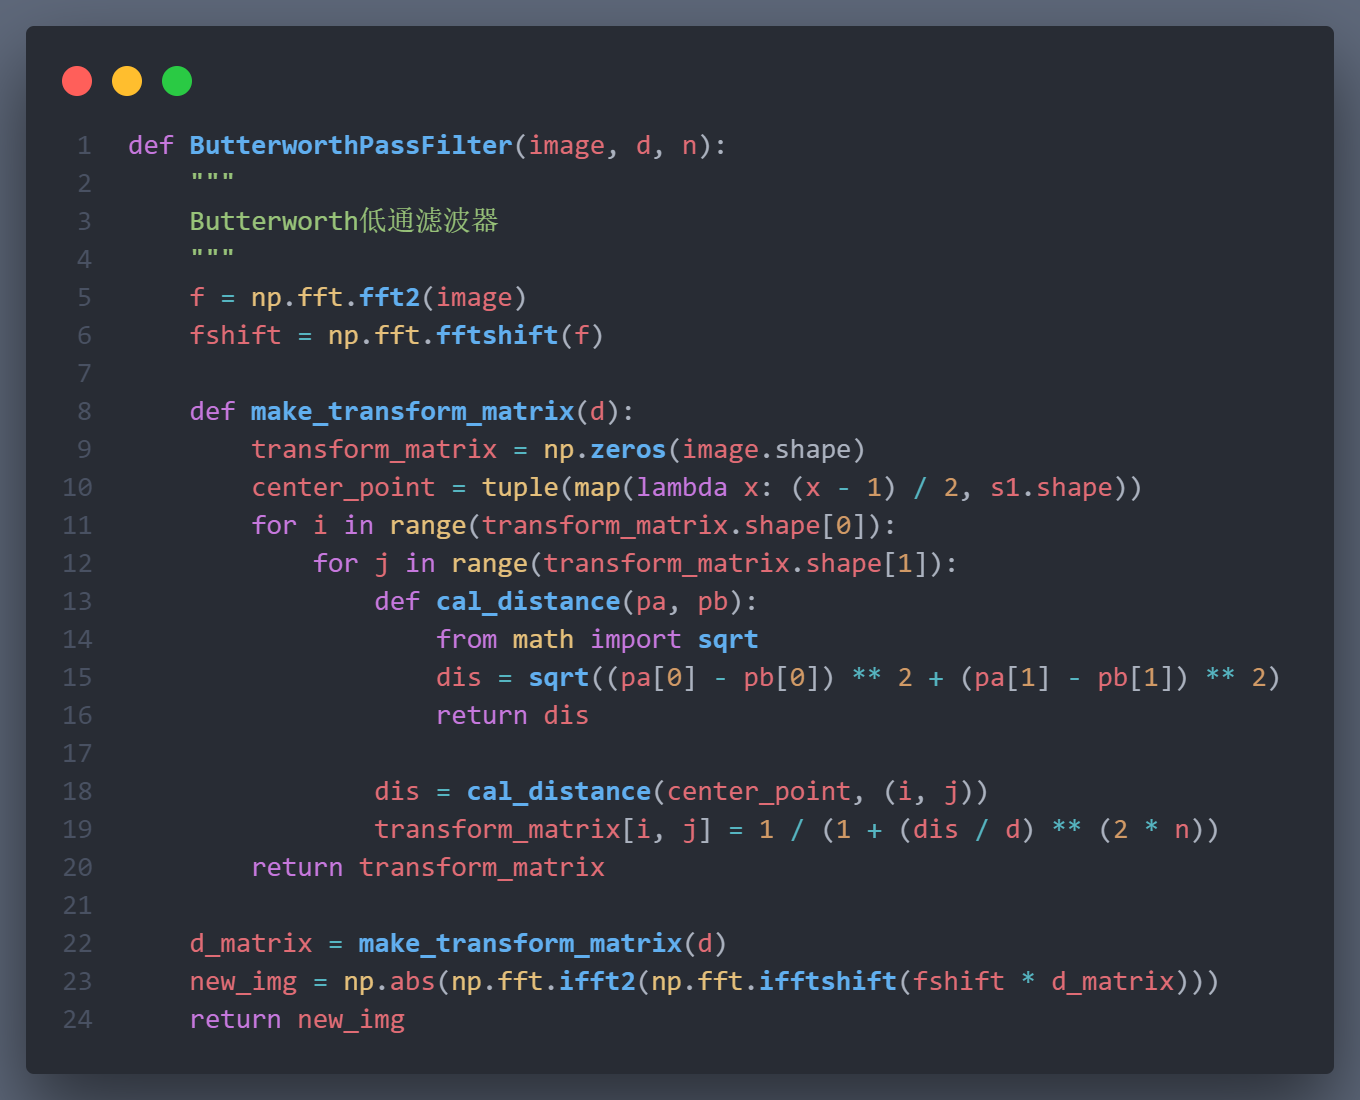 1 def ButterworthPassFilter(image, d, n):
2     """
3     Butterworth低通滤波器
4     """
5     f = np.fft.fft2(image)
6     fshift = np.fft.fftshift(f)
7
8     def make_transform_matrix(d):
9         transform_matrix = np.zeros(image.shape)
10         center_point = tuple(map(lambda x: (x - 1) / 2, s1.shape))
11         for i in range(transform_matrix.shape[0]):
12             for j in range(transform_matrix.shape[1]):
13                 def cal_distance(pa, pb):
14                     from math import sqrt
15                     dis = sqrt((pa[0] - pb[0]) ** 2 + (pa[1] - pb[1]) ** 2)
16                     return dis
17
18                 dis = cal_distance(center_point, (i, j))
19                 transform_matrix[i, j] = 1 / (1 + (dis / d) ** (2 * n))
20         return transform_matrix
21
22     d_matrix = make_transform_matrix(d)
23     new_img = np.abs(np.fft.ifft2(np.fft.ifftshift(fshift * d_matrix)))
24     return new_img